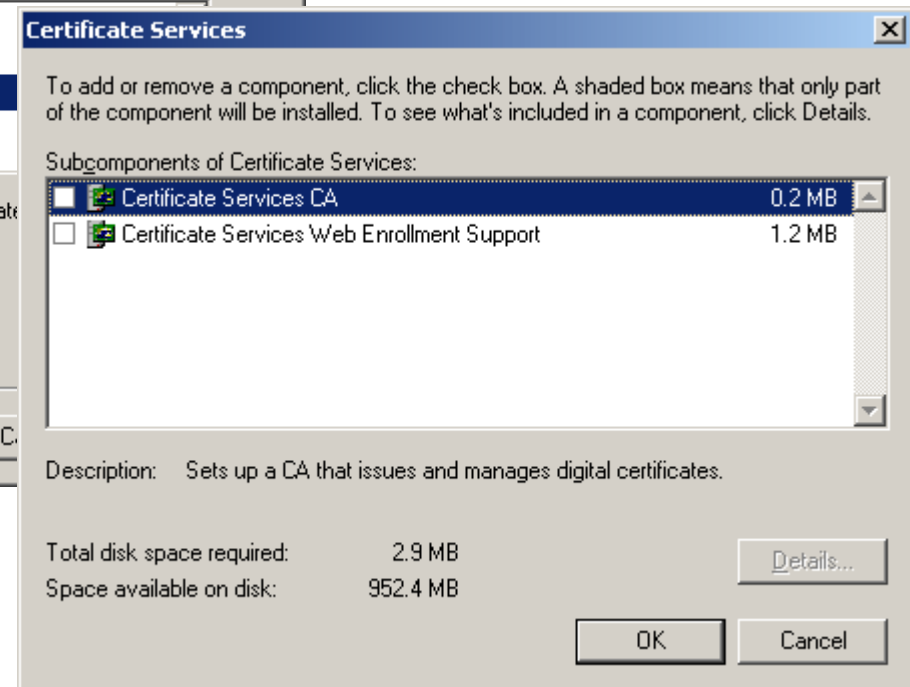 Certificate Services
To add or remove a component, click the check box. A shaded box means that only part
of the component will be installed. To see what's included in a component, click Details.
Subcomponents of Certificate Services:
Certificate Services CA 0.2 MB
Certificate Services Web Enrollment Support 1.2 MB
Description: Sets up a CA that issues and manages digital certificates.
Total disk space required: 2.9 MB
Space available on disk: 952.4 MB
Details...
OK Cancel